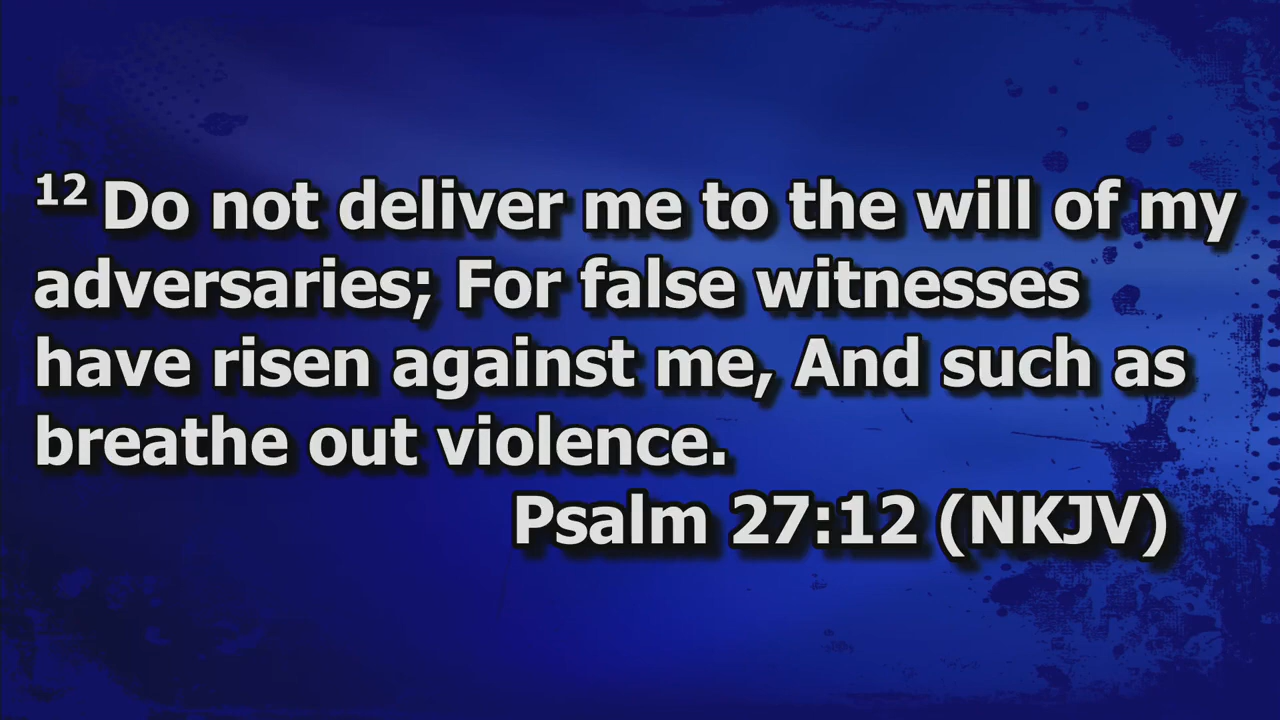 12 Do not deliver me to the will of my
adversaries; For false witnesses
have risen against me, And such as
breathe out violence.
Psalm 27:12 (NKJV)